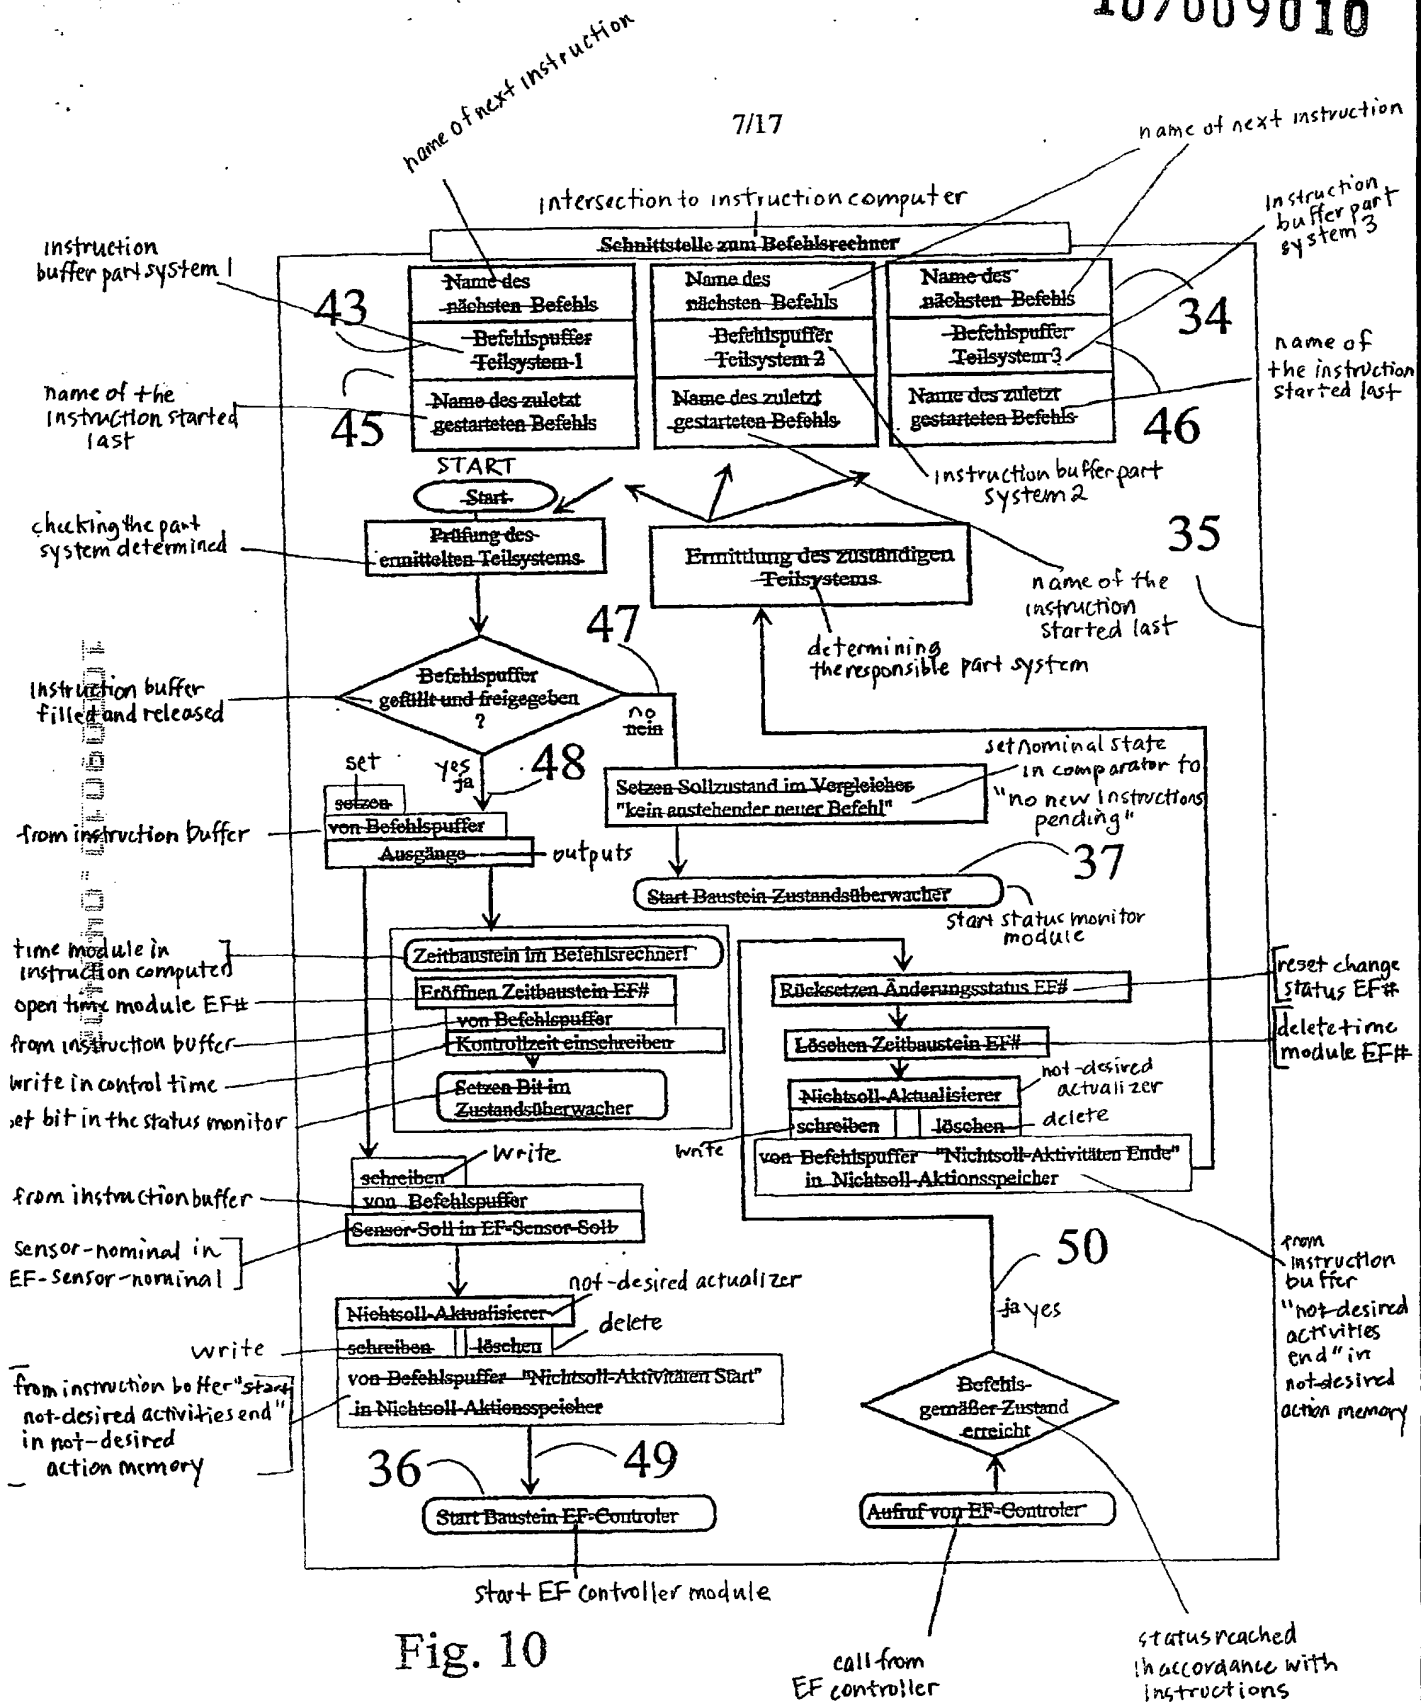 10/009010
7/17
name of next instruction
name of next instruction
intersection to instruction computer
Schnittstelle zum Befehlsrechner
instruction
buffer part
system 3
instruction
buffer part system 1
Name des
nächsten Befehls
Name des
nächsten Befehls
Name des
nächsten Befehls
43
34
Befehlspuffer
Teilsystem 1
Befehlspuffer
Teilsystem 2
Befehlspuffer
Teilsystem 3
name of
the instruction
started last
name of the
instruction started
last
45
Name des zuletzt
gestarteten Befehls
Name des zuletzt
gestarteten Befehls
Name des zuletzt
gestarteten Befehls
46
START
Start
instruction buffer part
system 2
checking the part
system determined
Prüfung des
ermittelten Teilsystems
Ermittlung des zuständigen
Teilsystems
35
name of the
instruction
started last
47
determining
the responsible part system
Instruction buffer
filled and released
Befehlspuffer
gefüllt und freigegeben
?
no
nein
set
yes
ja
48
set nominal state
in comparator to
"no new instructions
pending"
setzen
von Befehlspuffer
Ausgänge
from instruction buffer
outputs
Setzen Sollzustand im Vergleicher
"kein anstehender neuer Befehl"
37
Start Baustein Zustandsüberwacher
start status monitor
module
time module in
instruction computer
Zeitbaustein im Befehlsrechner!
open time module EF#
Eröffnen Zeitbaustein EF#
from instruction buffer
von Befehlspuffer
Kontrollzeit einschreiben
write in control time
Setzen Bit im
Zustandsüberwacher
set bit in the status monitor
Rücksetzen Änderungsstatus EF#
reset change
status EF#
Löschen Zeitbaustein EF#
delete time
module EF#
not-desired
actualizer
Nichtsoll-Aktualisierer
schreiben
löschen
delete
write
von Befehlspuffer "Nichtsoll-Aktivitäten Ende"
in Nichtsoll-Aktionsspeicher
write
schreiben
from instruction buffer
von Befehlspuffer
Sensor-Soll in EF-Sensor-Soll
sensor-nominal in
EF-sensor-nominal
50
from
instruction
buffer
"not-desired
activities
end" in
not-desired
action memory
ja yes
not-desired actualizer
Nichtsoll-Aktualisierer
delete
write
schreiben
löschen
from instruction buffer "start
not-desired activities end"
in not-desired
action memory
von Befehlspuffer "Nichtsoll-Aktivitäten Start"
in Nichtsoll-Aktionsspeicher
Befehls-
gemäßer Zustand
erreicht
36
49
Start Baustein EF-Controler
Aufruf von EF-Controler
start EF controller module
Fig. 10
call from
EF controller
status reached
in accordance with
instructions